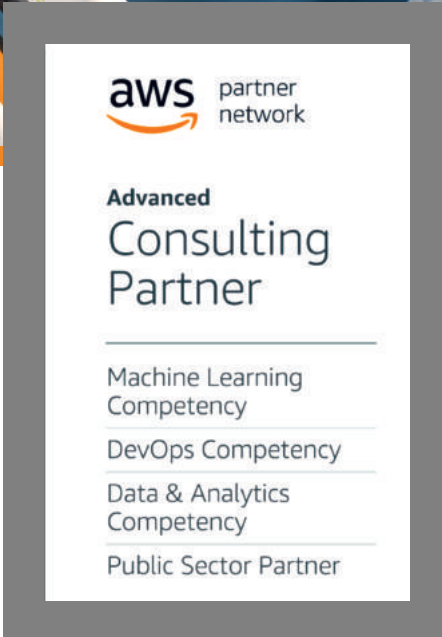 aws
partner
network
Advanced
Consulting
Partner
Machine Learning
Competency
DevOps Competency
Data & Analytics
Competency
Public Sector Partner